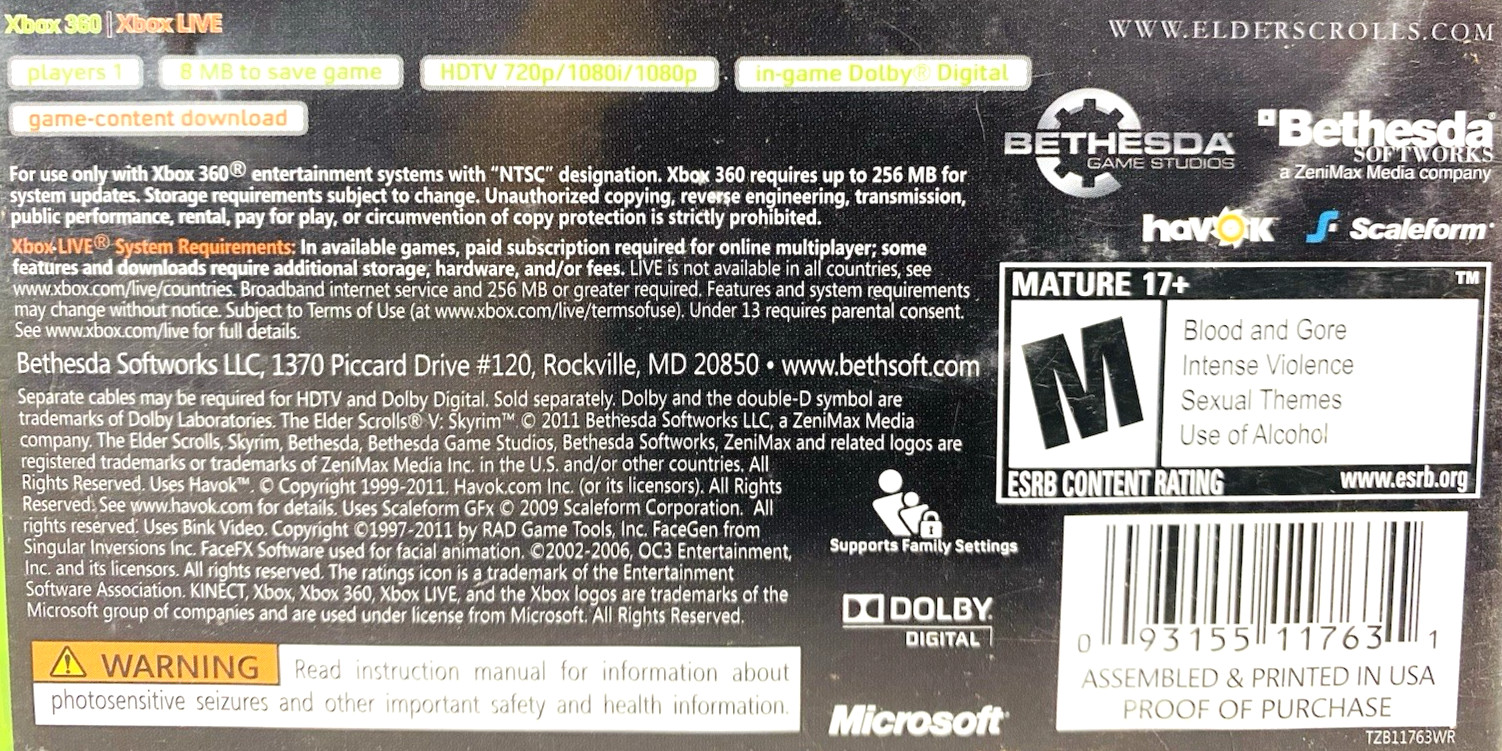 Xbox 360 | Xbox LIVE
WWW.ELDERSCROLLS.COM
players 1
8 MB to save game
HDTV 720p/1080i/1080p
in-game Dolby® Digital
game-content download
BETHESDA
GAME STUDIOS
Bethesda
SOFTWORKS
a ZeniMax Media company
For use only with Xbox 360® entertainment systems with “NTSC” designation. Xbox 360 requires up to 256 MB for
system updates. Storage requirements subject to change. Unauthorized copying, reverse engineering, transmission,
public performance, rental, pay for play, or circumvention of copy protection is strictly prohibited.
havok
Scaleform
Xbox LIVE® System Requirements: In available games, paid subscription required for online multiplayer; some
features and downloads require additional storage, hardware, and/or fees. LIVE is not available in all countries, see
www.xbox.com/live/countries. Broadband internet service and 256 MB or greater required. Features and system requirements
may change without notice. Subject to Terms of Use (at www.xbox.com/live/termsofuse). Under 13 requires parental consent.
See www.xbox.com/live for full details.
Bethesda Softworks LLC, 1370 Piccard Drive #120, Rockville, MD 20850 • www.bethsoft.com
Separate cables may be required for HDTV and Dolby Digital. Sold separately. Dolby and the double-D symbol are
trademarks of Dolby Laboratories. The Elder Scrolls® V: Skyrim™ © 2011 Bethesda Softworks LLC, a ZeniMax Media
company. The Elder Scrolls, Skyrim, Bethesda, Bethesda Game Studios, Bethesda Softworks, ZeniMax and related logos are
registered trademarks or trademarks of ZeniMax Media Inc. in the U.S. and/or other countries. All
Rights Reserved. Uses Havok™. © Copyright 1999-2011. Havok.com Inc. (or its licensors). All Rights
Reserved. See www.havok.com for details. Uses Scaleform GFx © 2009 Scaleform Corporation. All
rights reserved. Uses Bink Video. Copyright ©1997-2011 by RAD Game Tools, Inc. FaceGen from
Singular Inversions Inc. FaceFX Software used for facial animation. ©2002-2006, OC3 Entertainment,
Inc. and its licensors. All rights reserved. The ratings icon is a trademark of the Entertainment
Software Association. KINECT, Xbox, Xbox 360, Xbox LIVE, and the Xbox logos are trademarks of the
Microsoft group of companies and are used under license from Microsoft. All Rights Reserved.
MATURE 17+ ™
M
Blood and Gore
Intense Violence
Sexual Themes
Use of Alcohol
ESRB CONTENT RATING www.esrb.org
Supports Family Settings
DOLBY
DIGITAL
Microsoft
WARNING Read instruction manual for information about
photosensitive seizures and other important safety and health information.
0 93155 11763 1
ASSEMBLED & PRINTED IN USA
PROOF OF PURCHASE
TZB11763WR